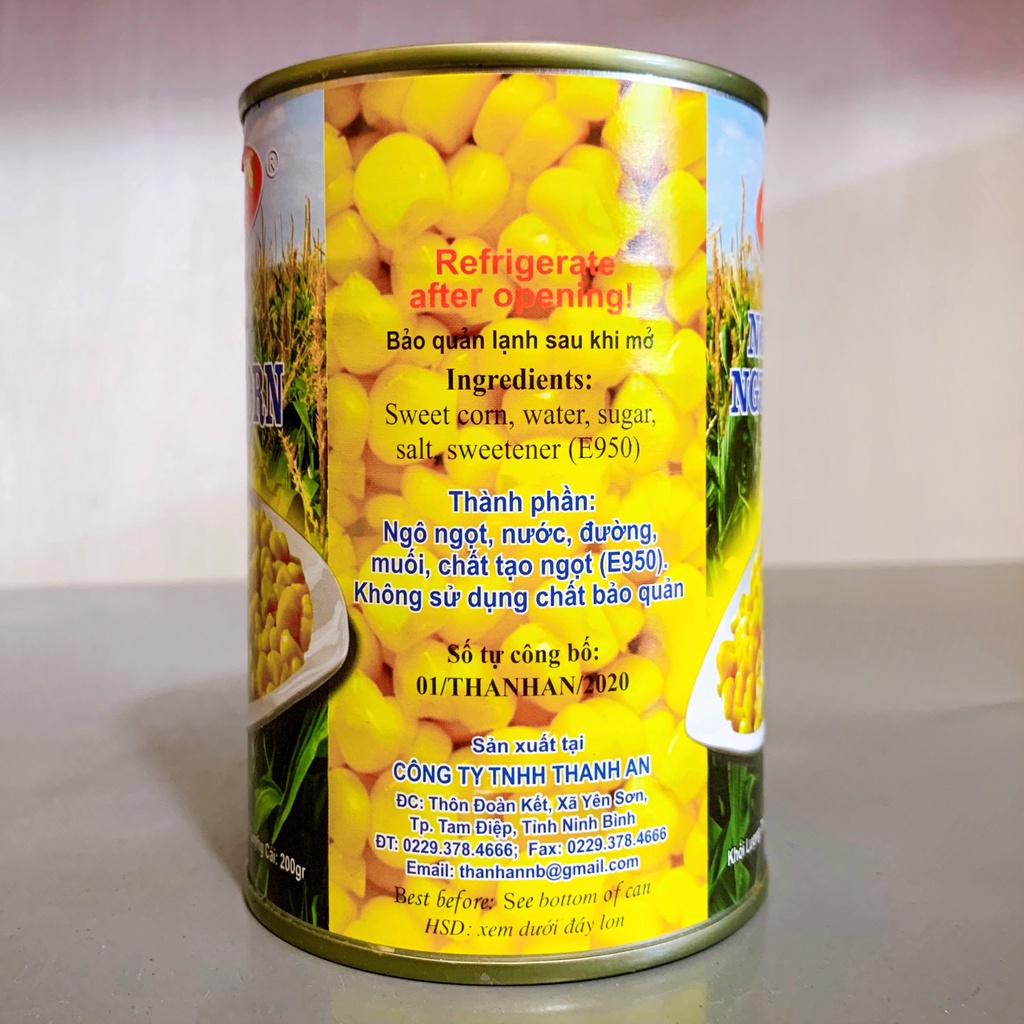 ®
Refrigerate
after opening!
Bảo quản lạnh sau khi mở
Ingredients:
Sweet corn, water, sugar,
salt, sweetener (E950)
Thành phần:
Ngô ngọt, nước, đường,
muối, chất tạo ngọt (E950).
Không sử dụng chất bảo quản
Số tự công bố:
01/THANHAN/2020
Sản xuất tại
CÔNG TY TNHH THANH AN
ĐC: Thôn Đoàn Kết, Xã Yên Sơn,
Tp. Tam Điệp, Tỉnh Ninh Bình
ĐT: 0229.378.4666; Fax: 0229.378.4666
Email: thanhannb@gmail.com
Best before: See bottom of can
HSD: xem dưới đáy lon
Cái: 200gr
Khối Lượng